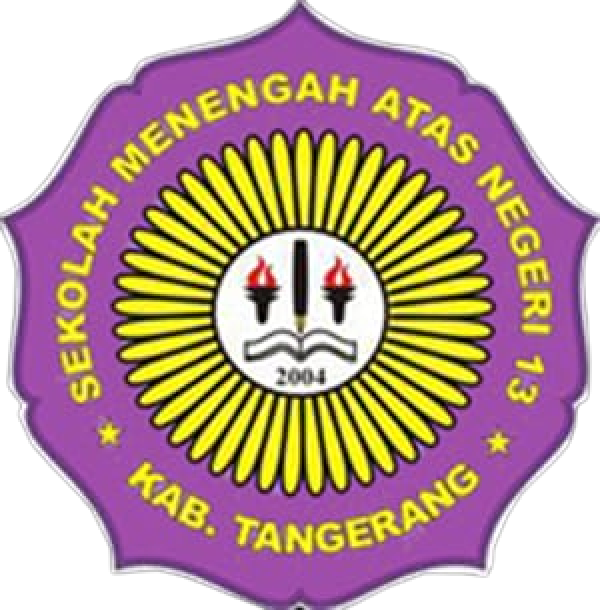 SEKOLAH MENENGAH ATAS NEGERI 13
2004
KAB. TANGERANG